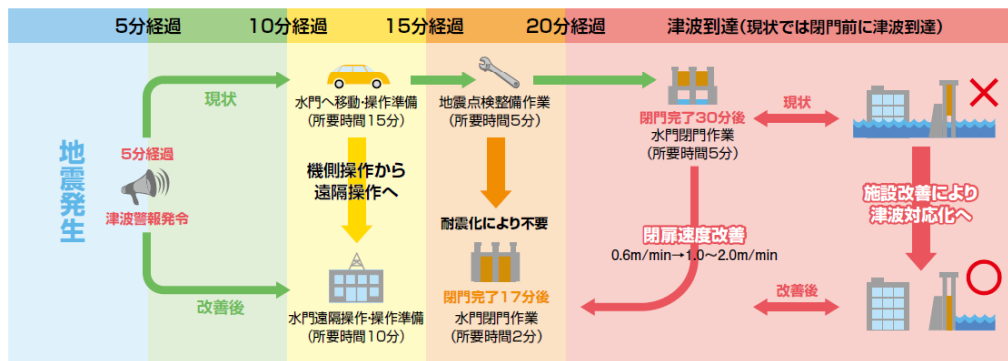 5分経過
10分経過
15分経過
20分経過
津波到達(現状では閉門前に津波到達)
地震発生
5分経過
津波警報発令
現状
水門へ移動・操作準備
(所要時間15分)
地震点検整備作業
(所要時間5分)
閉門完了30分後
水門閉門作業
(所要時間5分)
現状
機側操作から
遠隔操作へ
耐震化により不要
閉扉速度改善
0.6m/min→1.0～2.0m/min
施設改善により
津波対応化へ
改善後
水門遠隔操作・操作準備
(所要時間10分)
閉門完了17分後
水門閉門作業
(所要時間2分)
改善後